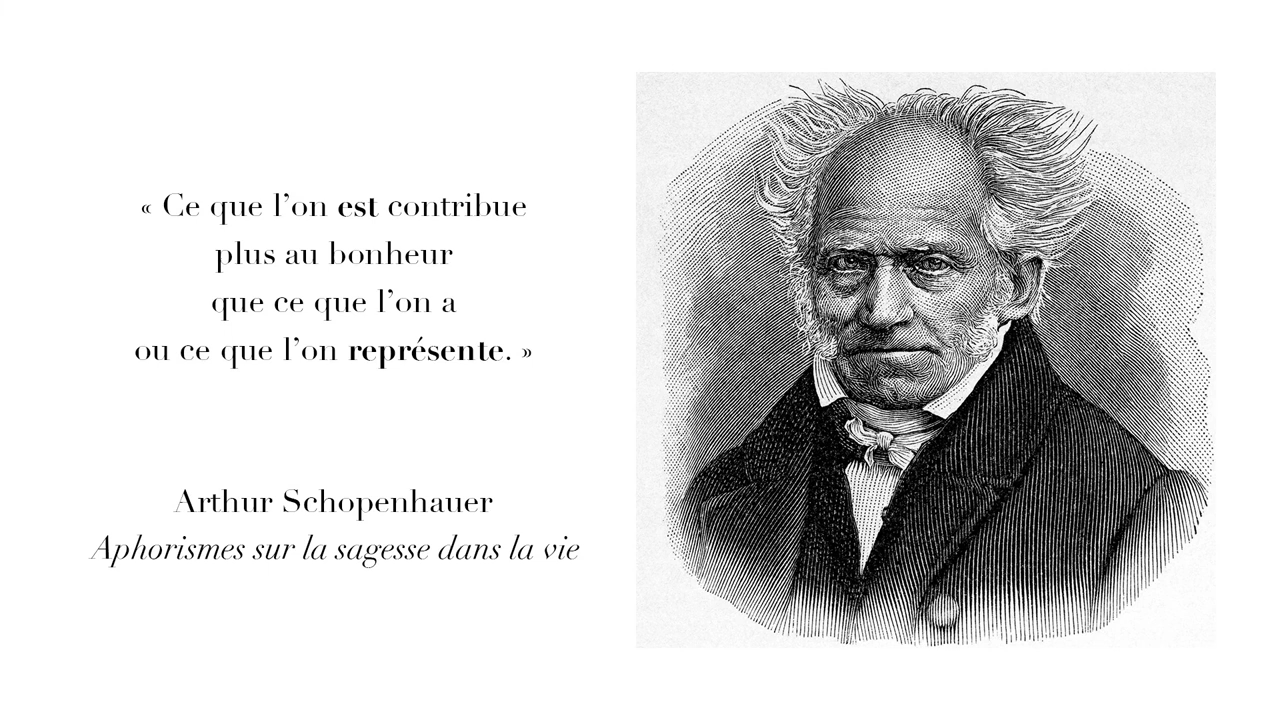 « Ce que l’on est contribue
plus au bonheur
que ce que l’on a
ou ce que l’on représente. »
Arthur Schopenhauer
Aphorismes sur la sagesse dans la vie